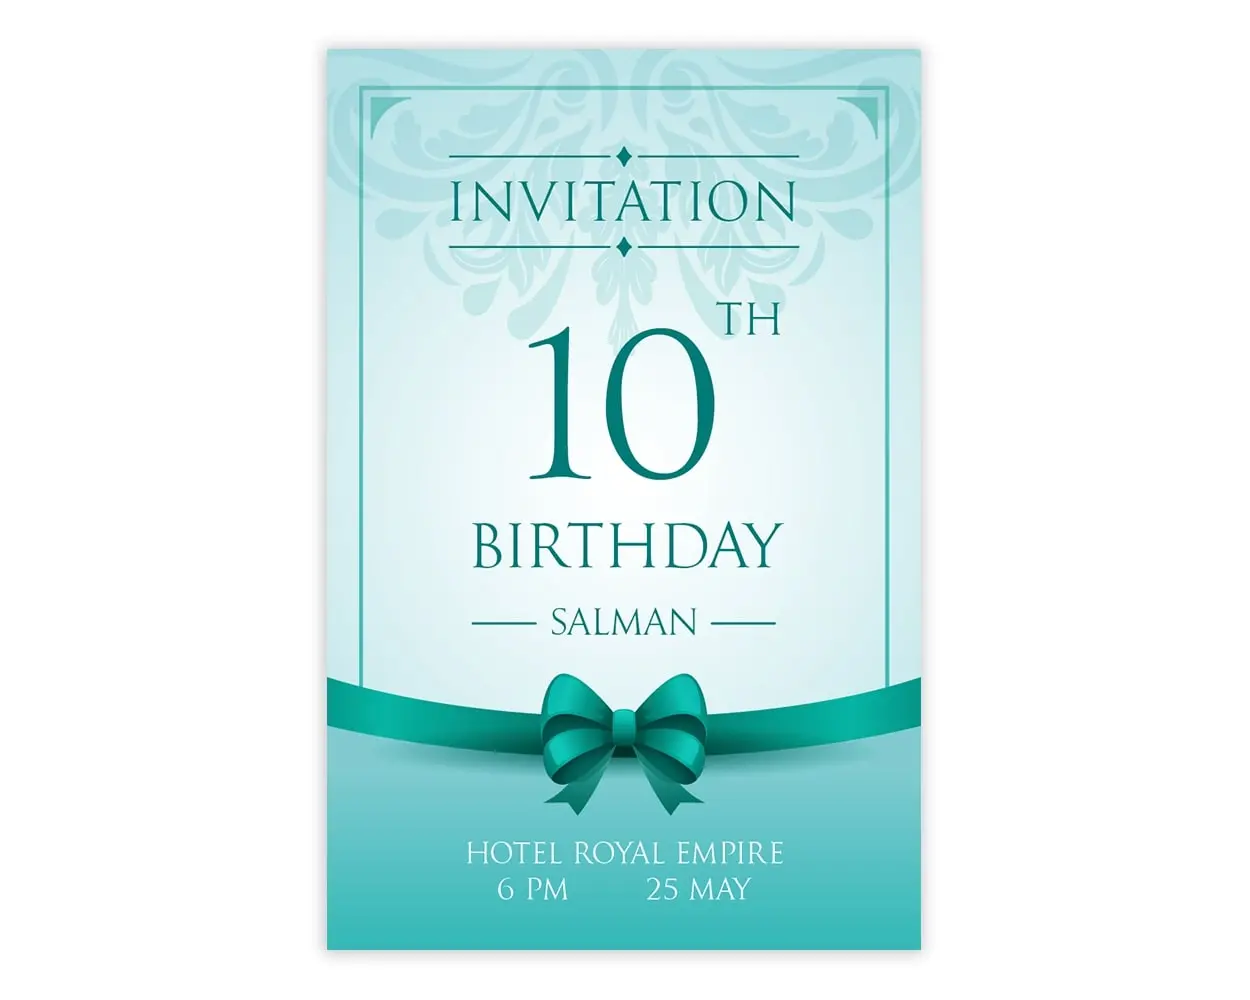 INVITATION
10TH
BIRTHDAY
SALMAN
HOTEL ROYAL EMPIRE
6 PM 25 MAY